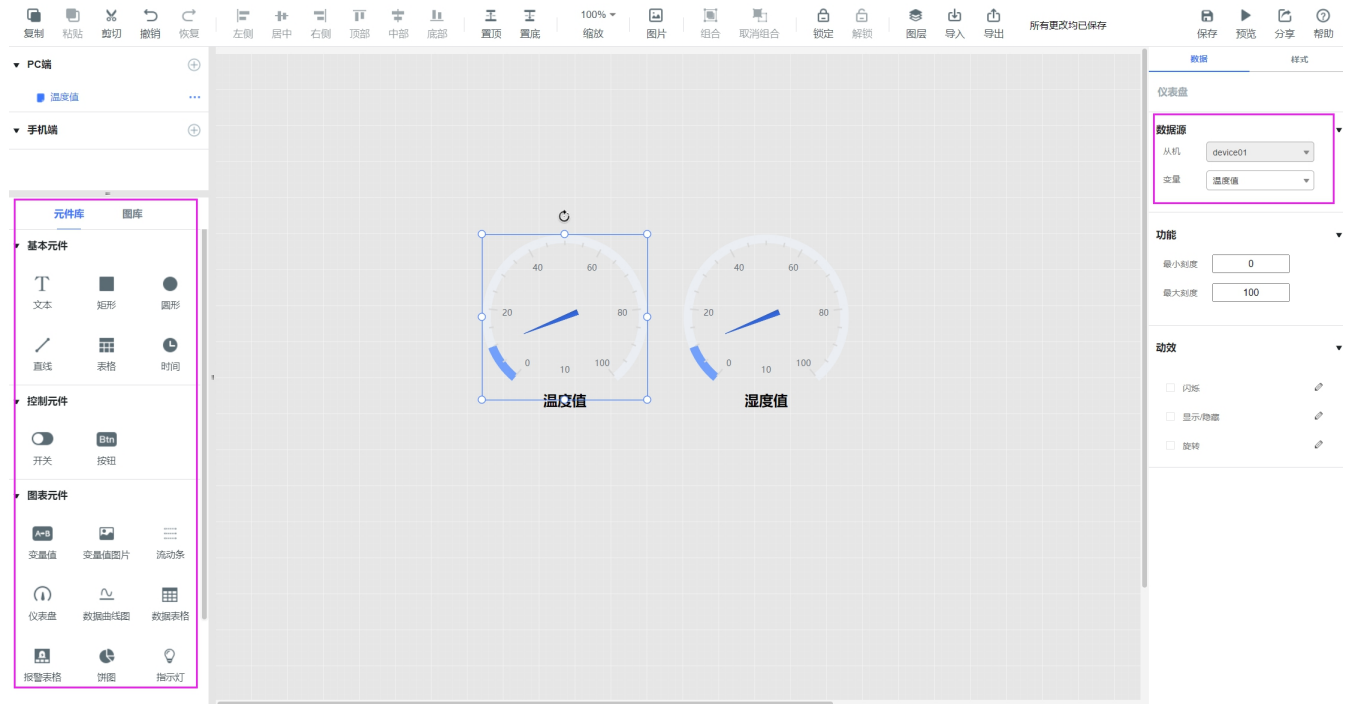 复制 粘贴 剪切 撤销 恢复 左侧 居中 右侧 顶部 中部 底部 置顶 置底 100% 缩放 图片 组合 取消组合 锁定 解锁 图层 导入 导出 所有更改均已保存 保存 预览 分享 帮助
PC端
温度值
手机端
元件库 图库
基本元件
T
文本 矩形 圆形
直线 表格 时间
控制元件
Btn
开关 按钮
图表元件
A=B
变量值 变量值图片 流动条
仪表盘 数据曲线图 数据表格
报警表格 饼图 指示灯
40 60
20 80
0 10 100
温度值
40 60
20 80
0 10 100
湿度值
数据 样式
仪表盘
数据源
从机 device01
变量 温度值
功能
最小刻度 0
最大刻度 100
动效
闪烁
显示/隐藏
旋转